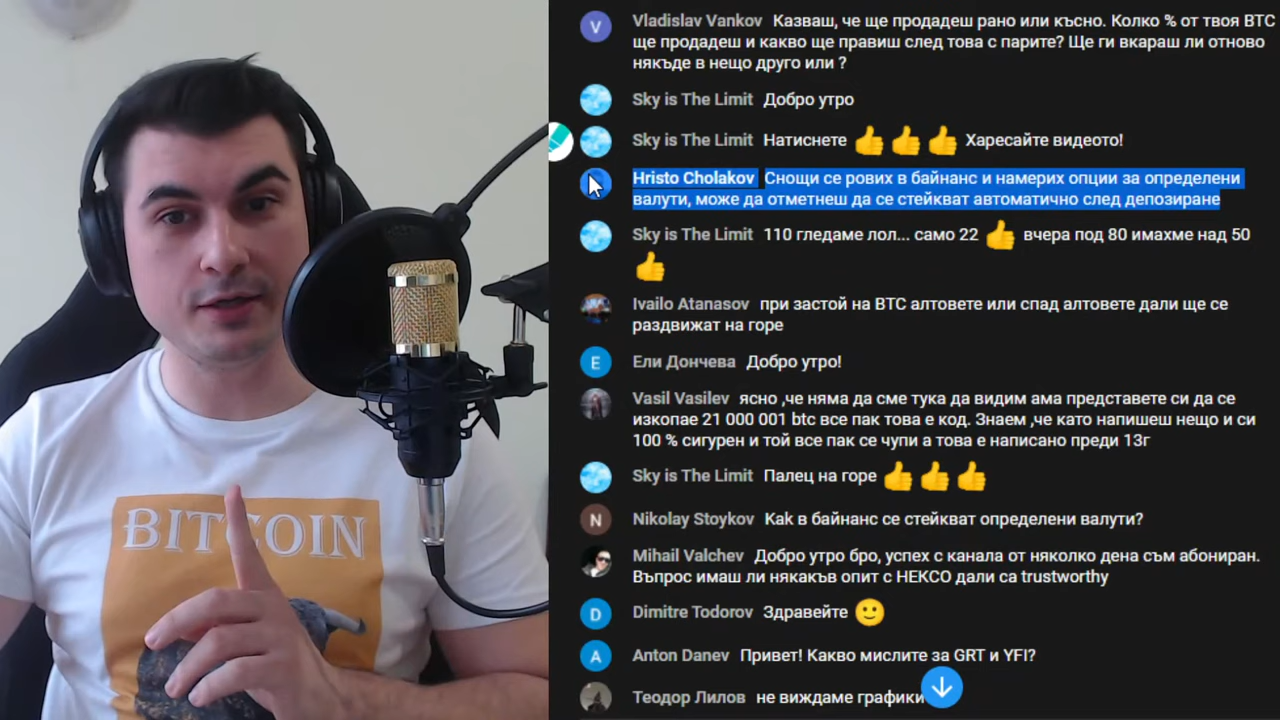 Vladislav Vankov Казваш, че ще продадеш рано или късно. Колко % от твоя BTC
ще продадеш и какво ще правиш след това с парите? Ще ги вкараш ли отново
някъде в нещо друго или ?
Sky is The Limit Добро утро
Sky is The Limit Натиснете 👍👍👍 Харесайте видеото!
Hristo Cholakov Снощи се рових в байнанс и намерих опции за определени
валути, може да отметнеш да се стейкват автоматично след депозиране
Sky is The Limit 110 гледаме лол... само 22 👍 вчера под 80 имахме над 50
👍
Ivailo Atanasov при застой на BTC алтовете или спад алтовете дали ще се
раздвижат на горе
Ели Дончева Добро утро!
Vasil Vasilev ясно ,че няма да сме тука да видим ама представете си да се
изкопае 21 000 001 btc все пак това е код. Знаем ,че като напишеш нещо и си
100 % сигурен и той все пак се чупи а това е написано преди 13г
Sky is The Limit Палец на горе 👍👍👍
Nikolay Stoykov Как в байнанс се стейкват определени валути?
Mihail Valchev Добро утро бро, успех с канала от няколко дена съм абониран.
Въпрос имаш ли някакъв опит с НЕКСО дали са trustworthy
Dimitre Todorov Здравейте 🙂
Anton Danev Привет! Какво мислите за GRT и YFI?
Теодор Лилов не виждаме графики
V
E
N
D
A
BITCOIN